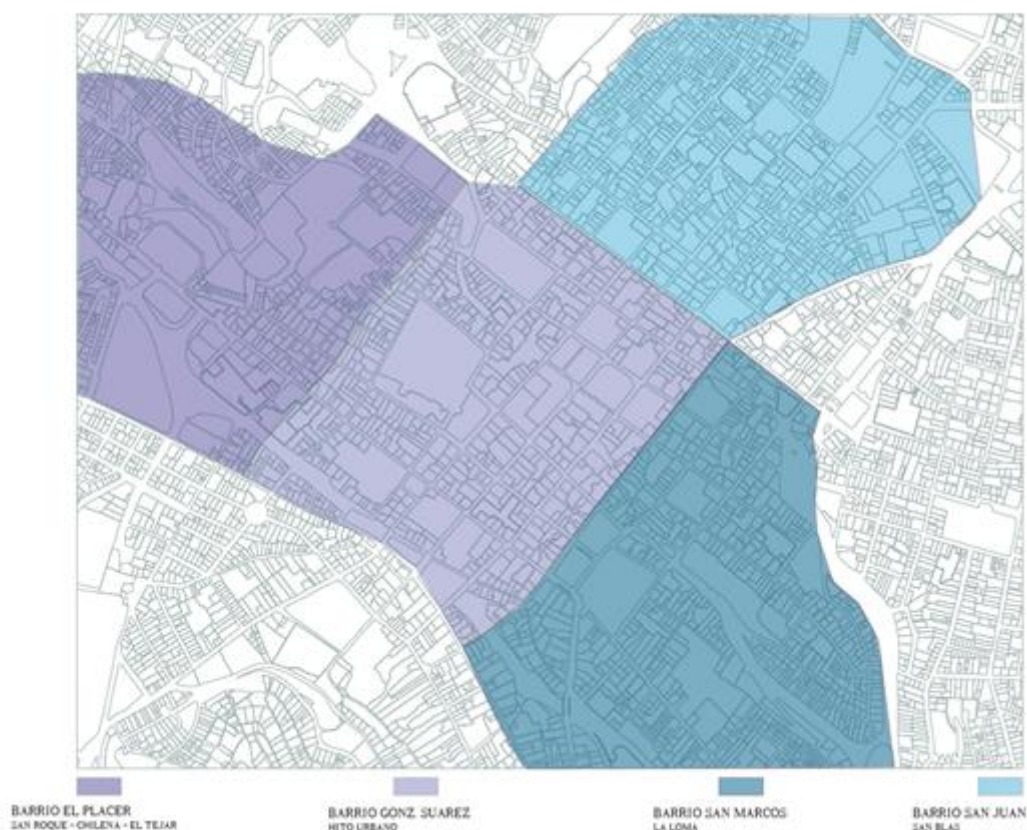 BARRIO EL PLACER
SAN ROQUE - CHILENA - EL TEJAR
BARRIO GONZ. SUAREZ
HITO URBANO
BARRIO SAN MARCOS
LA LOMA
BARRIO SAN JUAN
SAN BLAS